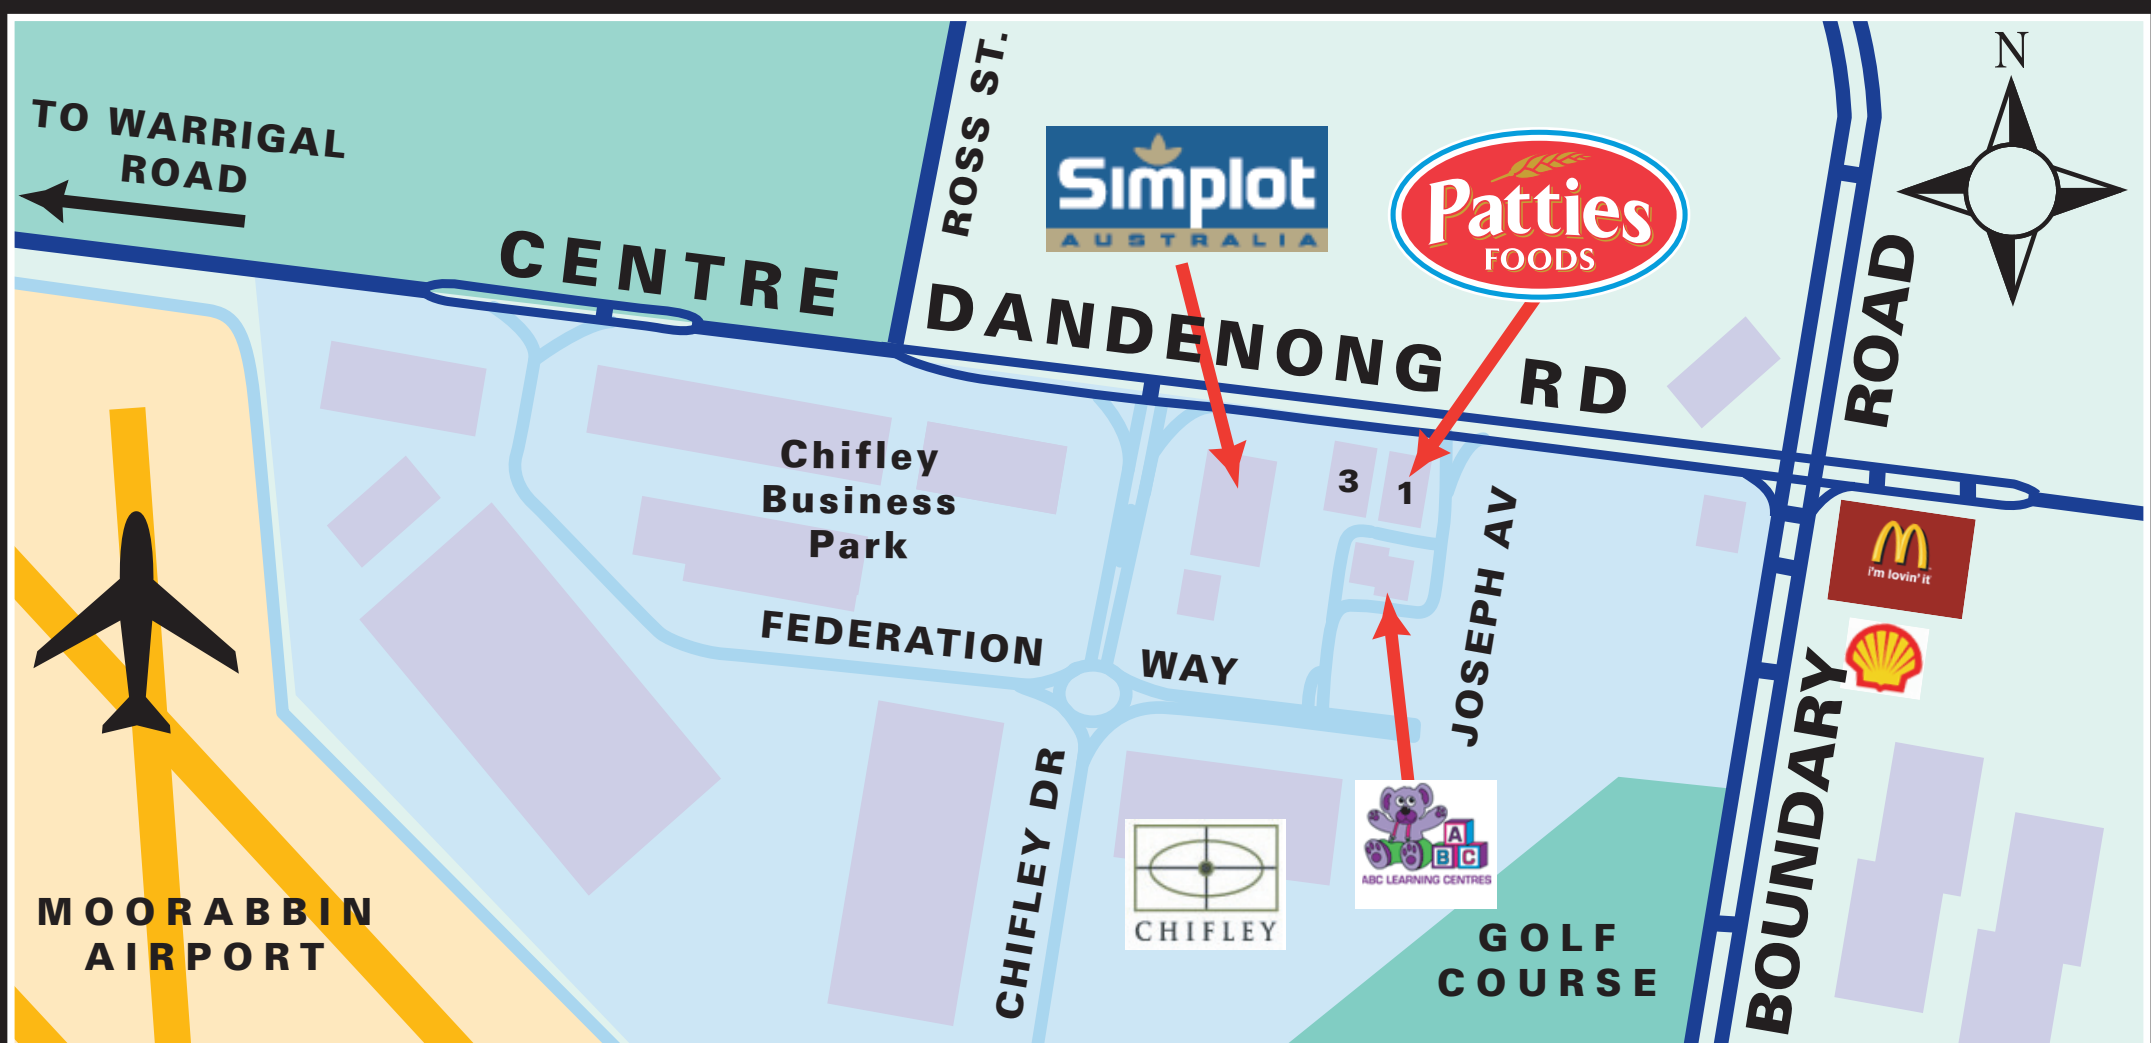 TO WARRIGAL
ROAD
ROSS ST.
N
Simplot
AUSTRALIA
Patties
FOODS
CENTRE
DANDENONG RD
ROAD
Chifley
Business
Park
3
1
i'm lovin' it
FEDERATION
WAY
JOSEPH AV
BOUNDARY
CHIFLEY DR
A
B C
ABC LEARNING CENTRES
CHIFLEY
MOORABBIN
AIRPORT
GOLF
COURSE